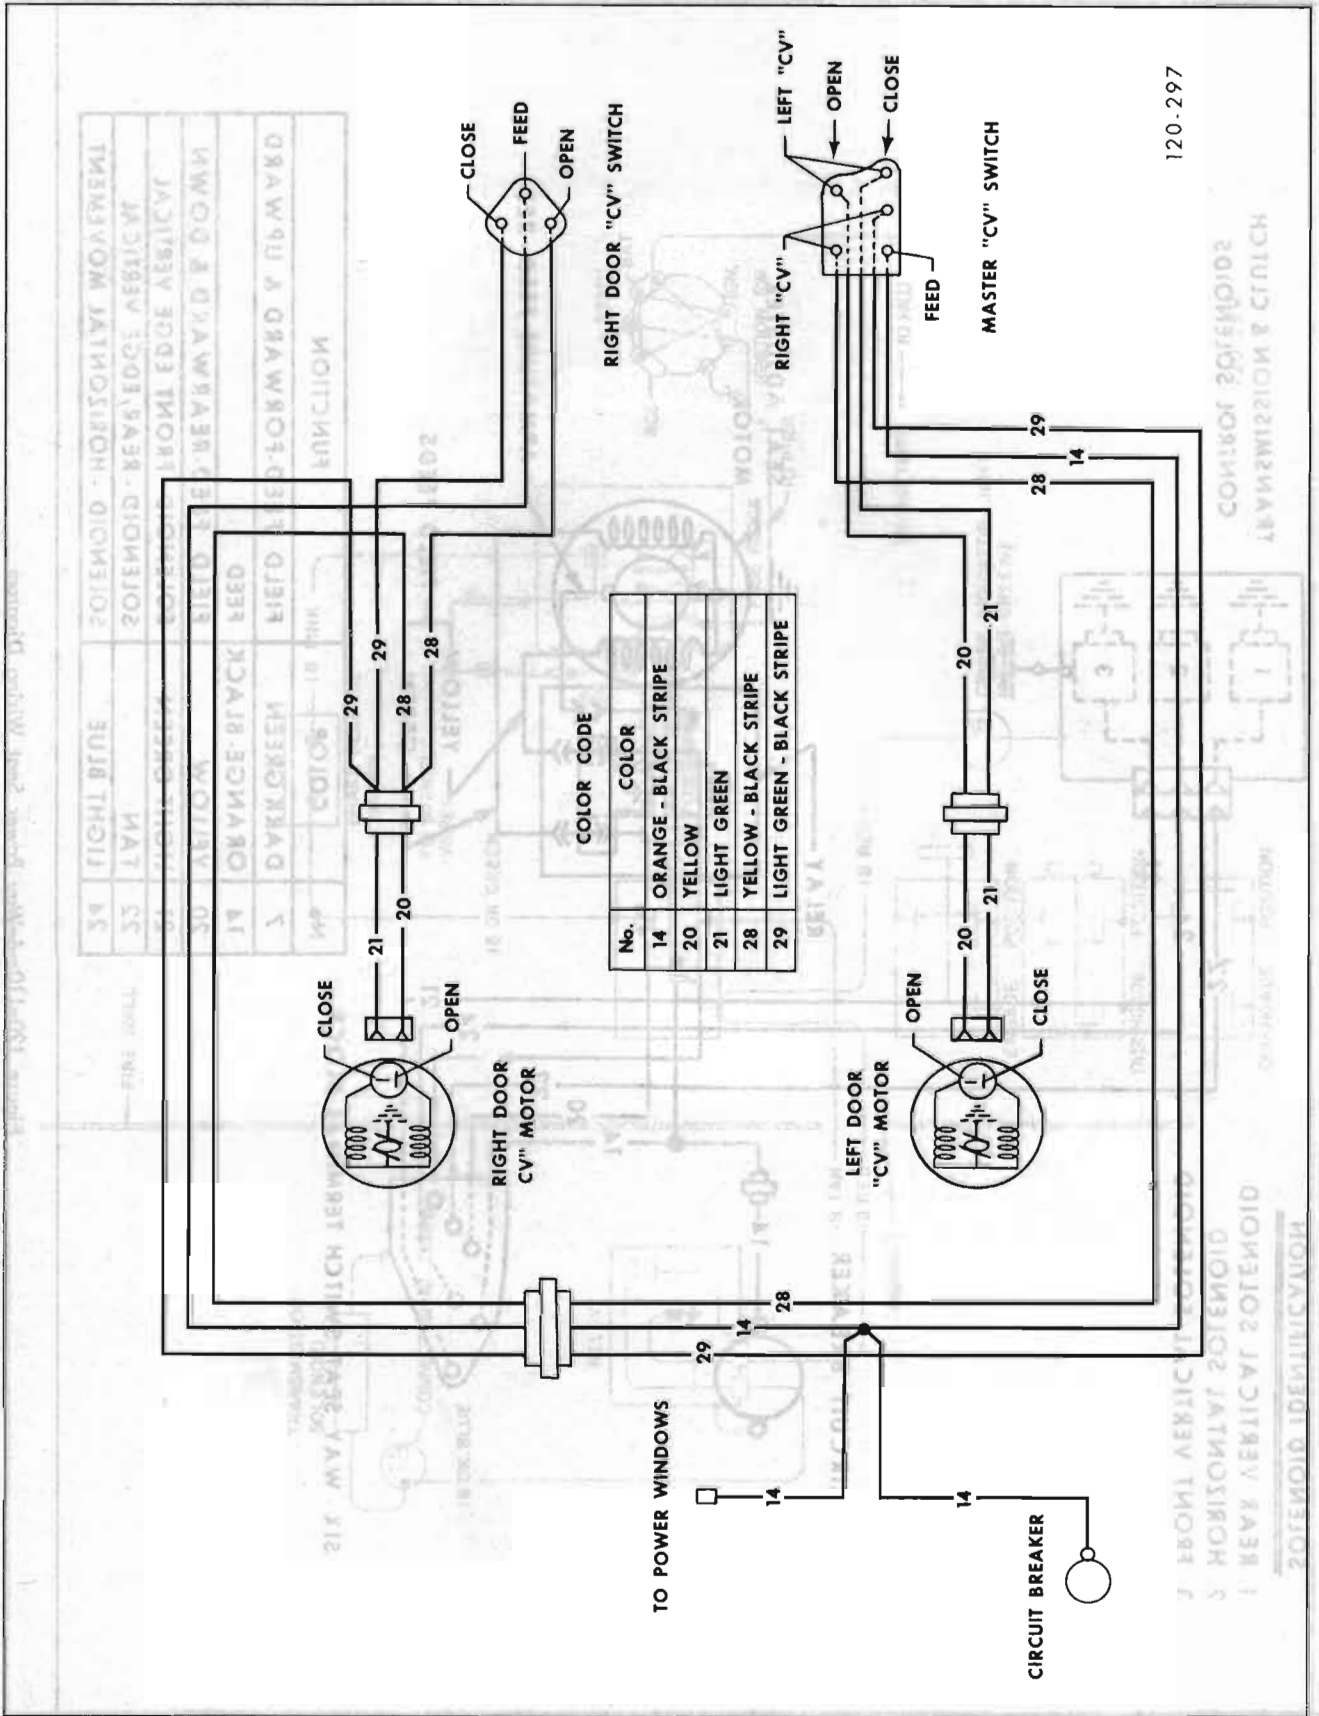 29
28
29
28
21
20
CLOSE
OPEN
RIGHT DOOR
CV" MOTOR
CLOSE
FEED
OPEN
RIGHT DOOR "CV" SWITCH
COLOR CODE
No. COLOR
14 ORANGE - BLACK STRIPE
20 YELLOW
21 LIGHT GREEN
28 YELLOW - BLACK STRIPE
29 LIGHT GREEN - BLACK STRIPE
TO POWER WINDOWS
14
29
14
28
14
CIRCUIT BREAKER
LEFT DOOR
"CV" MOTOR
OPEN
CLOSE
20
21
20
21
RIGHT "CV"
LEFT "CV"
OPEN
CLOSE
FEED
MASTER "CV" SWITCH
28
14
29
120-297